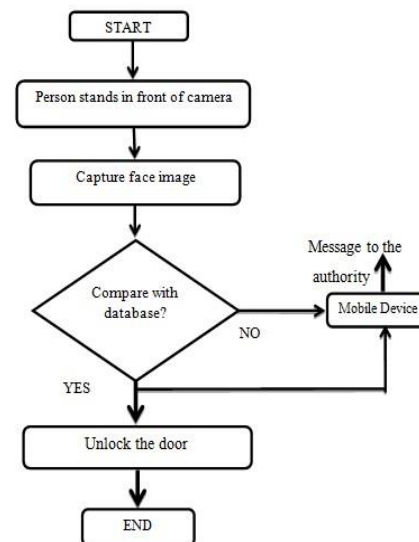 START
Person stands in front of camera
Capture face image
Message to the
authority
Compare with
database?
Mobile Device
NO
YES
Unlock the door
END